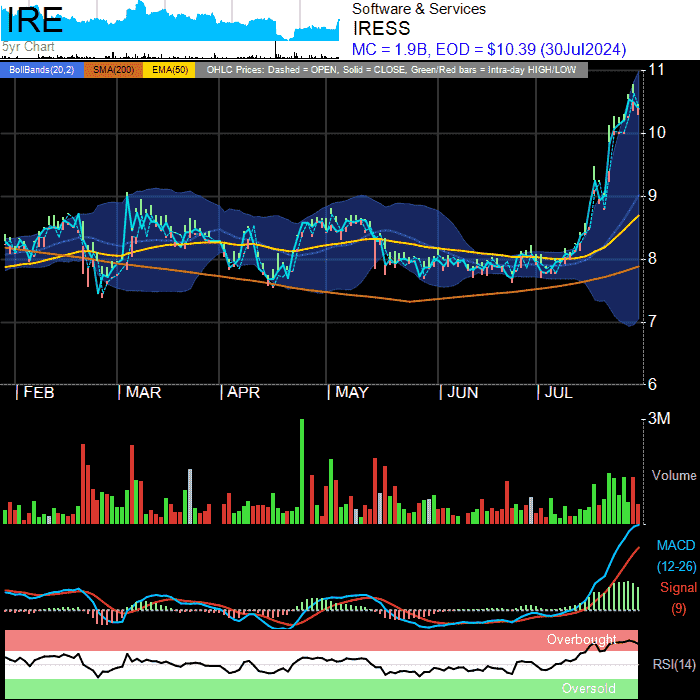 IRE
5yr Chart
Software & Services
IRESS
MC = 1.9B, EOD = $10.39 (30Jul2024)
BollBands(20,2) SMA(200) EMA(50) OHLC Prices: Dashed = OPEN, Solid = CLOSE, Green/Red bars = Intra-day HIGH/LOW
11
10
9
8
7
6
FEB MAR APR MAY JUN JUL
3M
Volume
MACD
(12-26)
Signal
(9)
Overbought
RSI(14)
Oversold